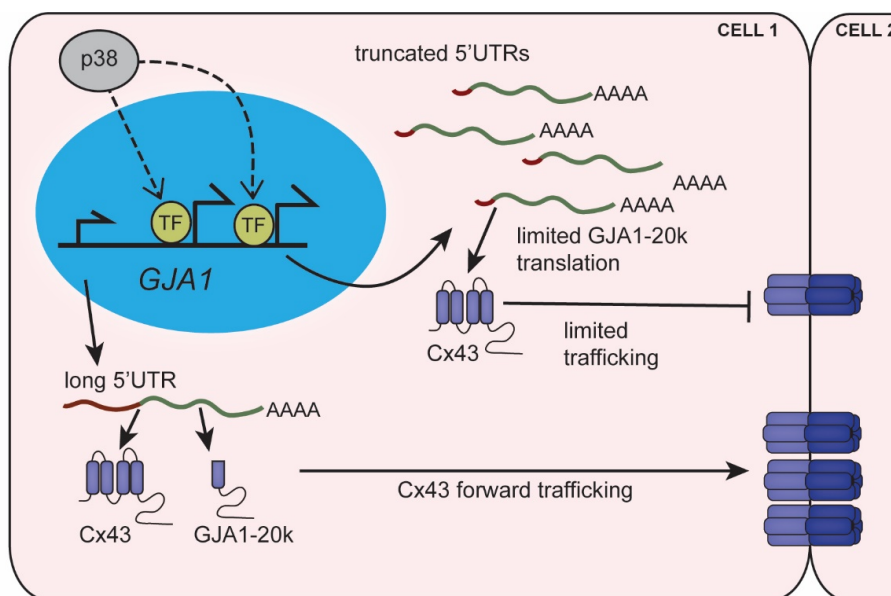 CELL 1
CELL 2
p38
truncated 5'UTRs
AAAA
AAAA
AAAA
AAAA
TF
TF
GJA1
limited GJA1-20k
translation
Cx43
limited
trafficking
long 5'UTR
AAAA
Cx43
GJA1-20k
Cx43 forward trafficking